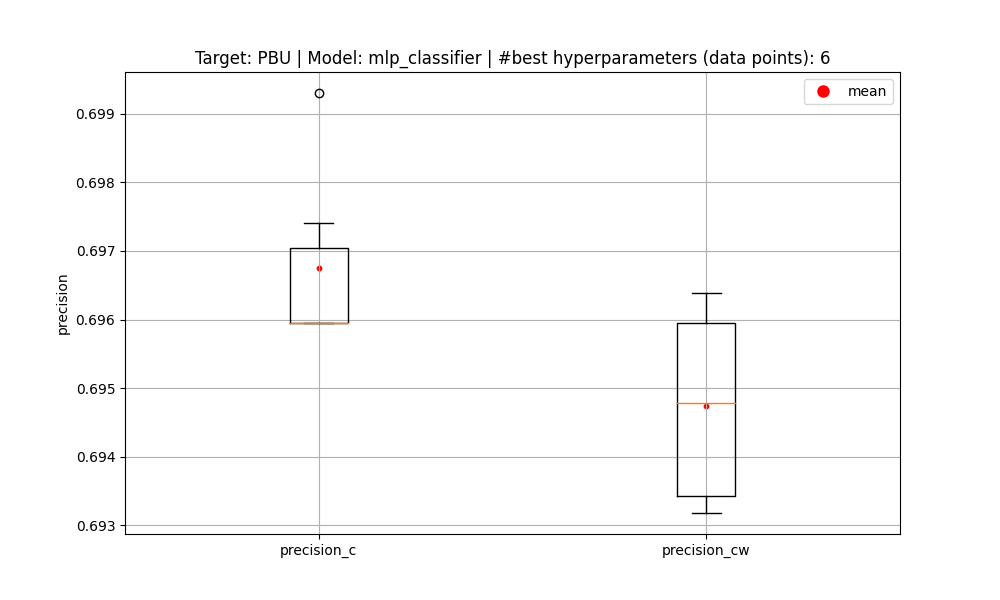 Target: PBU | Model: mlp_classifier | #best hyperparameters (data points): 6
mean
0.699
0.698
0.697
0.696
0.695
0.694
0.693
precision
precision_c
precision_cw